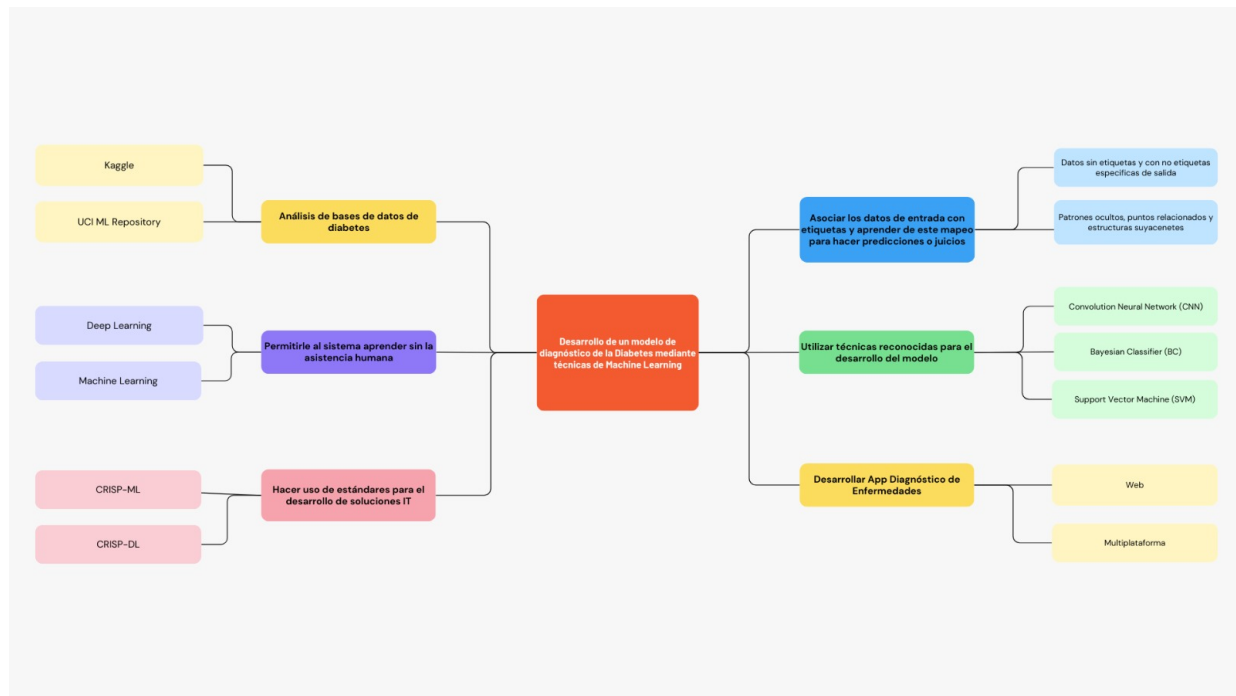 Kaggle
UCI ML Repository
Análisis de bases de datos de
diabetes
Deep Learning
Machine Learning
Permitirle al sistema aprender sin la
asistencia humana
CRISP-ML
CRISP-DL
Hacer uso de estándares para el
desarrollo de soluciones IT
Desarrollo de un modelo de
diagnóstico de la Diabetes mediante
técnicas de Machine Learning
Asociar los datos de entrada con
etiquetas y aprender de este mapeo
para hacer predicciones o juicios
Datos sin etiquetas y con no etiquetas
específicas de salida
Patrones ocultos, puntos relacionados y
estructuras suyacenetes
Utilizar técnicas reconocidas para el
desarrollo del modelo
Convolution Neural Network (CNN)
Bayesian Classifier (BC)
Support Vector Machine (SVM)
Desarrollar App Diagnóstico de
Enfermedades
Web
Multiplataforma